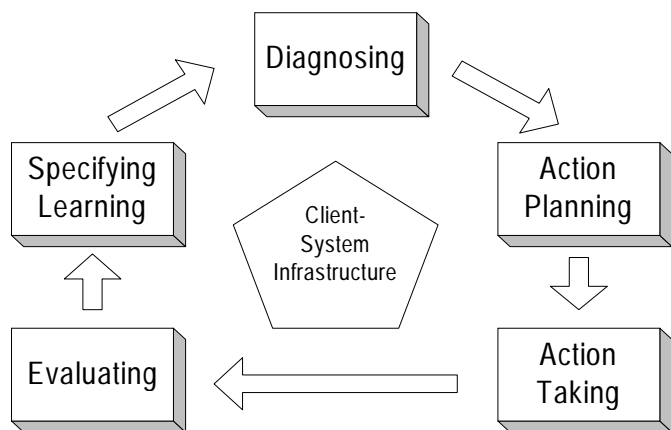 Diagnosing
Specifying
Learning
Action
Planning
Client-
System
Infrastructure
Evaluating
Action
Taking